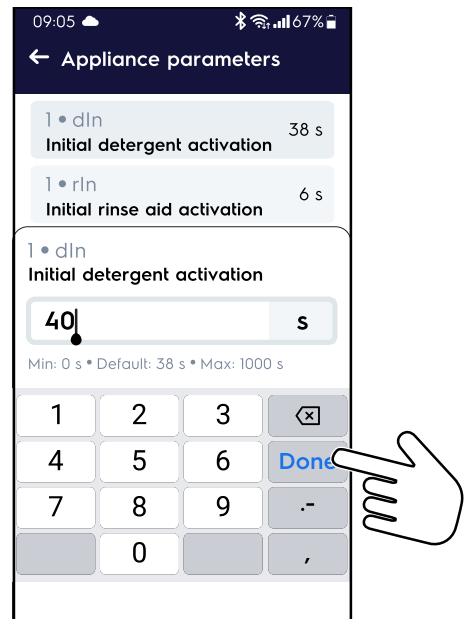 09:05 67%
← Appliance parameters
1 • dIn
Initial detergent activation
38 s
1 • rIn
Initial rinse aid activation
6 s
1 • dIn
Initial detergent activation
40 s
Min: 0 s • Default: 38 s • Max: 1000 s
1 2 3
4 5 6 Done
7 8 9 .-
0 ,